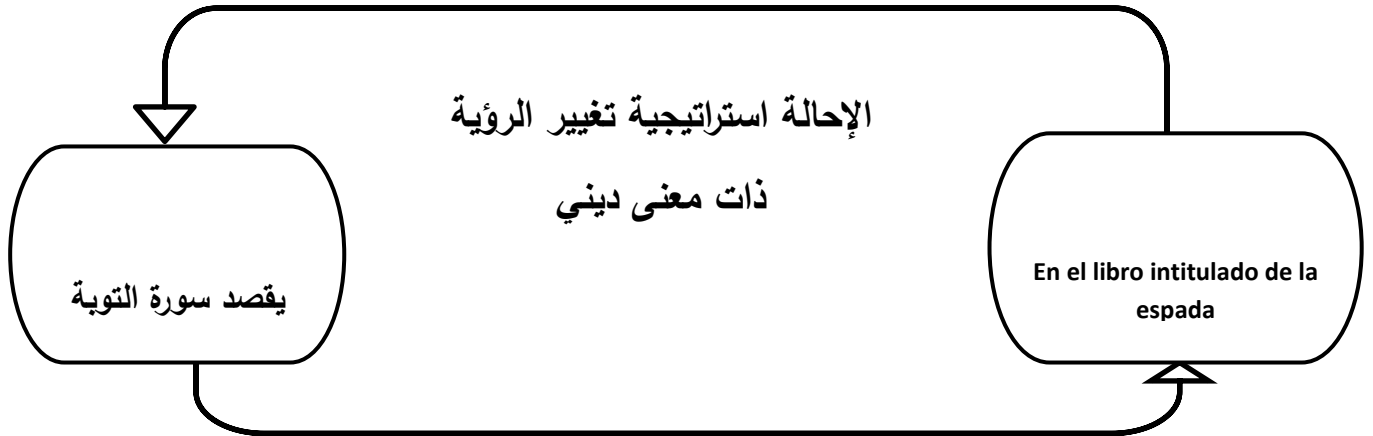 الإحالة استراتيجية تغيير الرؤية
ذات معنى ديني
يقصد سورة التوبة
En el libro intitulado de la
espada